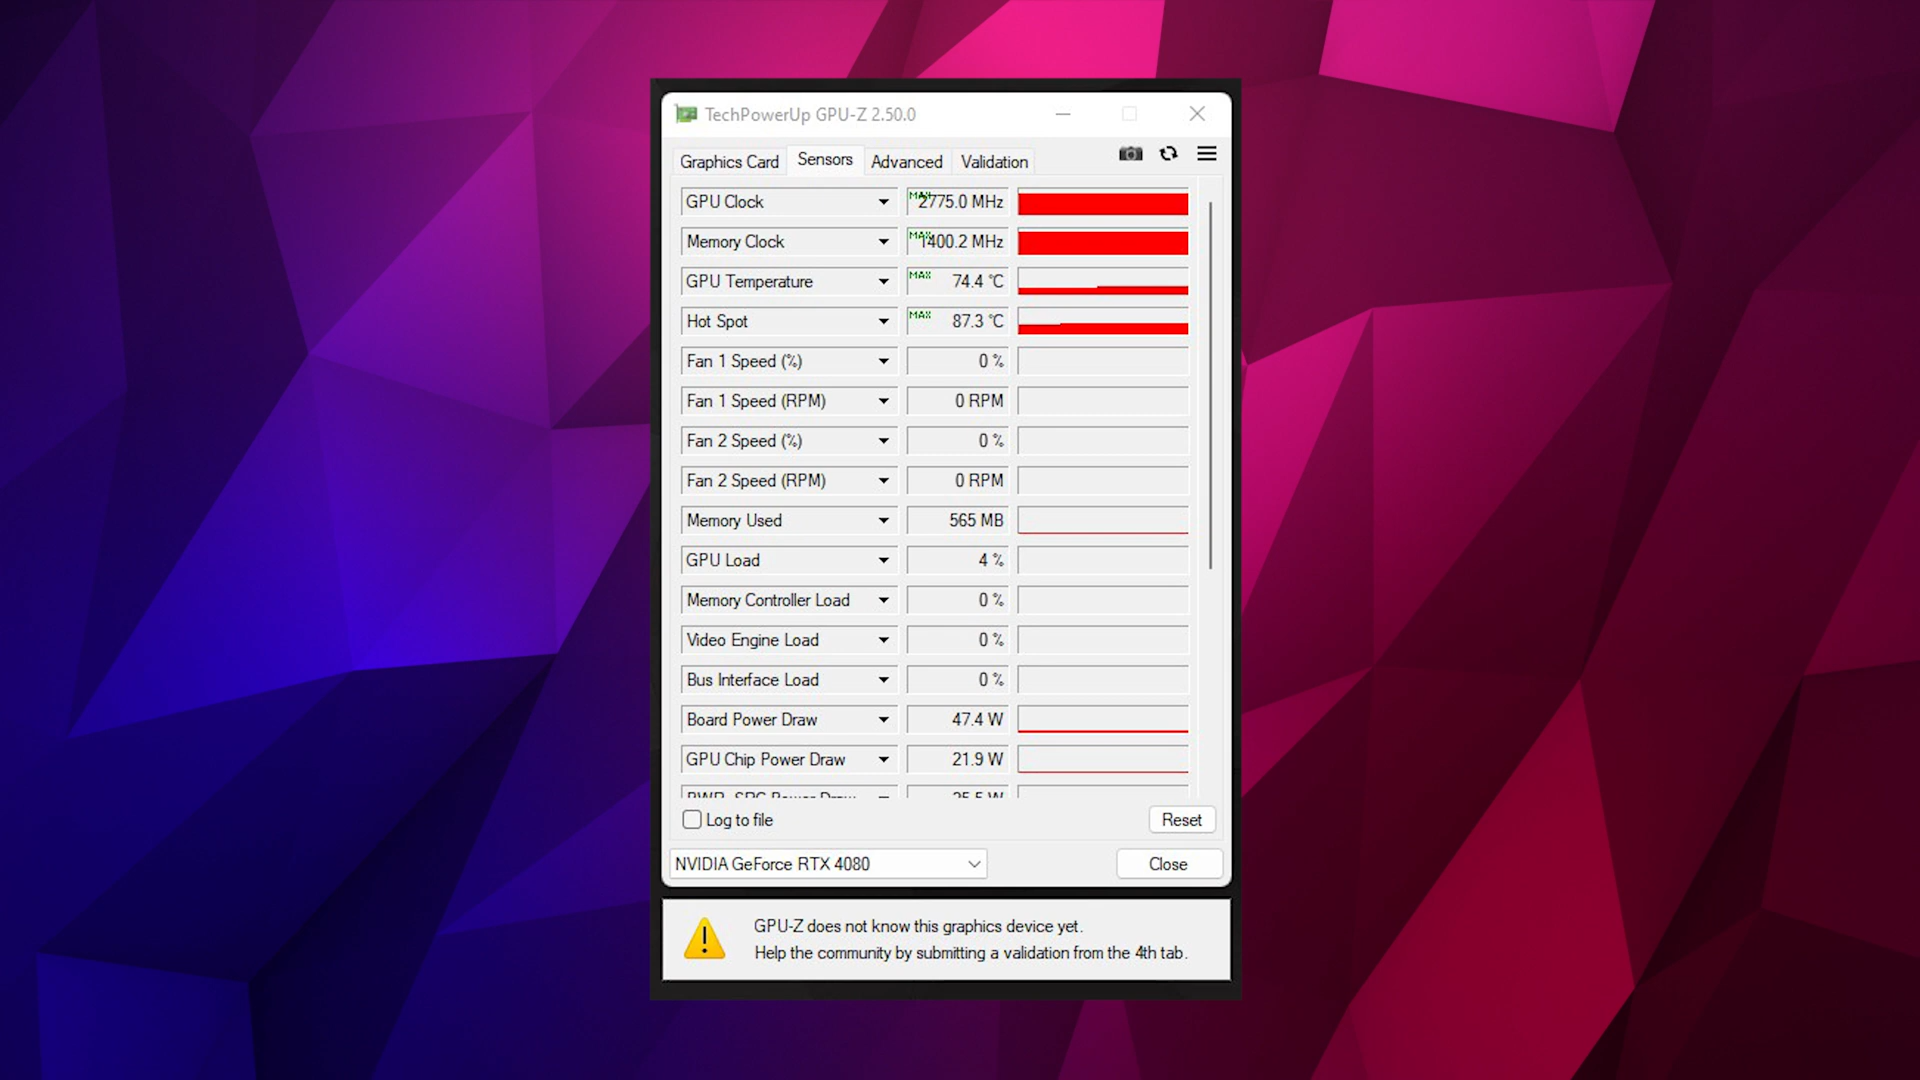 TechPowerUp GPU-Z 2.50.0
Graphics Card Sensors Advanced Validation
GPU Clock MAX 2775.0 MHz
Memory Clock MAX 1400.2 MHz
GPU Temperature MAX 74.4 °C
Hot Spot MAX 87.3 °C
Fan 1 Speed (%) 0 %
Fan 1 Speed (RPM) 0 RPM
Fan 2 Speed (%) 0 %
Fan 2 Speed (RPM) 0 RPM
Memory Used 565 MB
GPU Load 4 %
Memory Controller Load 0 %
Video Engine Load 0 %
Bus Interface Load 0 %
Board Power Draw 47.4 W
GPU Chip Power Draw 21.9 W
PWR_SRC Power Draw 25.5 W
Log to file Reset
NVIDIA GeForce RTX 4080 Close
GPU-Z does not know this graphics device yet.
Help the community by submitting a validation from the 4th tab.